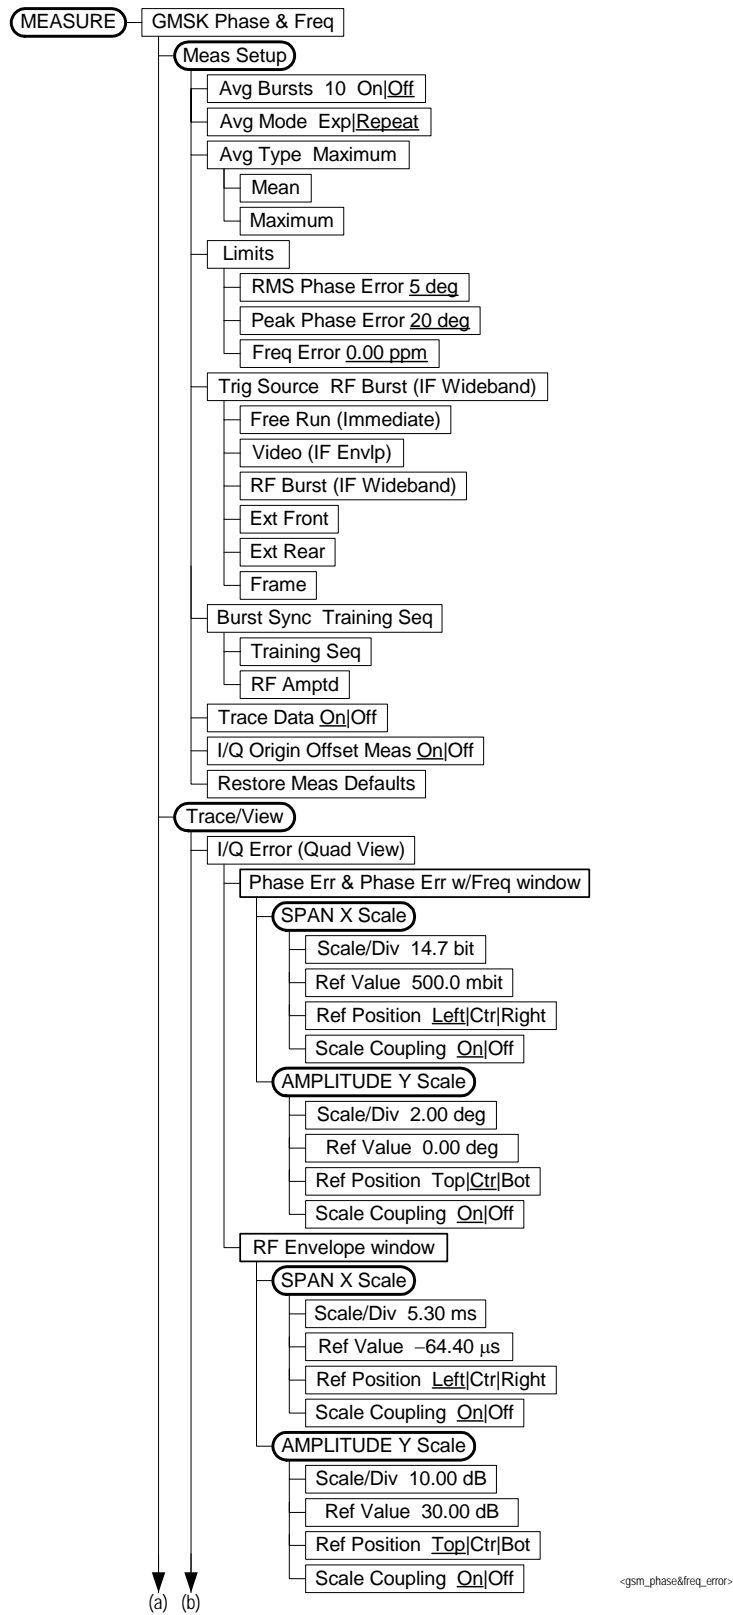 MEASURE GMSK Phase & Freq
Meas Setup
Avg Bursts 10 On|Off
Avg Mode Exp|Repeat
Avg Type Maximum
Mean
Maximum
Limits
RMS Phase Error 5 deg
Peak Phase Error 20 deg
Freq Error 0.00 ppm
Trig Source RF Burst (IF Wideband)
Free Run (Immediate)
Video (IF Envlp)
RF Burst (IF Wideband)
Ext Front
Ext Rear
Frame
Burst Sync Training Seq
Training Seq
RF Amptd
Trace Data On|Off
I/Q Origin Offset Meas On|Off
Restore Meas Defaults
Trace/View
I/Q Error (Quad View)
Phase Err & Phase Err w/Freq window
SPAN X Scale
Scale/Div 14.7 bit
Ref Value 500.0 mbit
Ref Position Left|Ctr|Right
Scale Coupling On|Off
AMPLITUDE Y Scale
Scale/Div 2.00 deg
Ref Value 0.00 deg
Ref Position Top|Ctr|Bot
Scale Coupling On|Off
RF Envelope window
SPAN X Scale
Scale/Div 5.30 ms
Ref Value −64.40 μs
Ref Position Left|Ctr|Right
Scale Coupling On|Off
AMPLITUDE Y Scale
Scale/Div 10.00 dB
Ref Value 30.00 dB
Ref Position Top|Ctr|Bot
Scale Coupling On|Off
<gsm_phase&freq_error>
(a) (b)